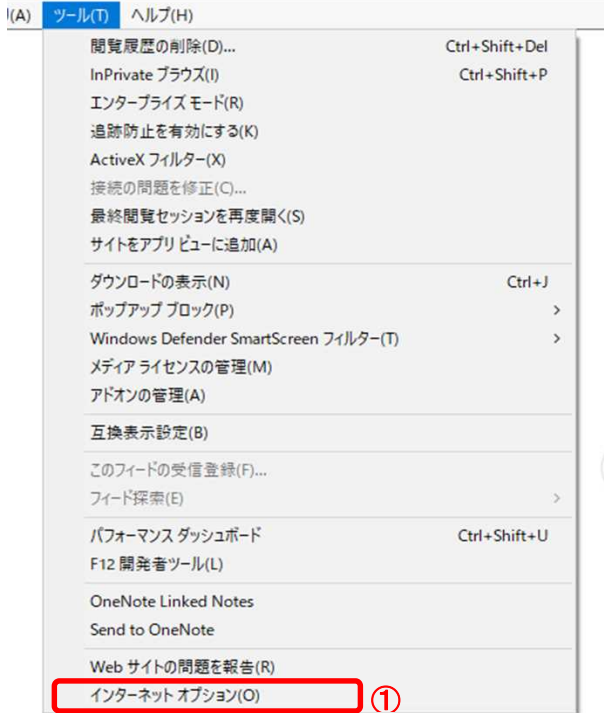 (A) ツール(T) ヘルプ(H)
閲覧履歴の削除(D)... Ctrl+Shift+Del
InPrivate ブラウズ(I) Ctrl+Shift+P
エンタープライズ モード(R)
追跡防止を有効にする(K)
ActiveX フィルター(X)
接続の問題を修正(C)...
最終閲覧セッションを再度開く(S)
サイトをアプリ ビューに追加(A)
ダウンロードの表示(N) Ctrl+J
ポップアップ ブロック(P)
Windows Defender SmartScreen フィルター(T)
メディア ライセンスの管理(M)
アドオンの管理(A)
互換表示設定(B)
このフィードの受信登録(F)...
フィード探索(E)
パフォーマンス ダッシュボード Ctrl+Shift+U
F12 開発者ツール(L)
OneNote Linked Notes
Send to OneNote
Web サイトの問題を報告(R)
インターネット オプション(O) ①